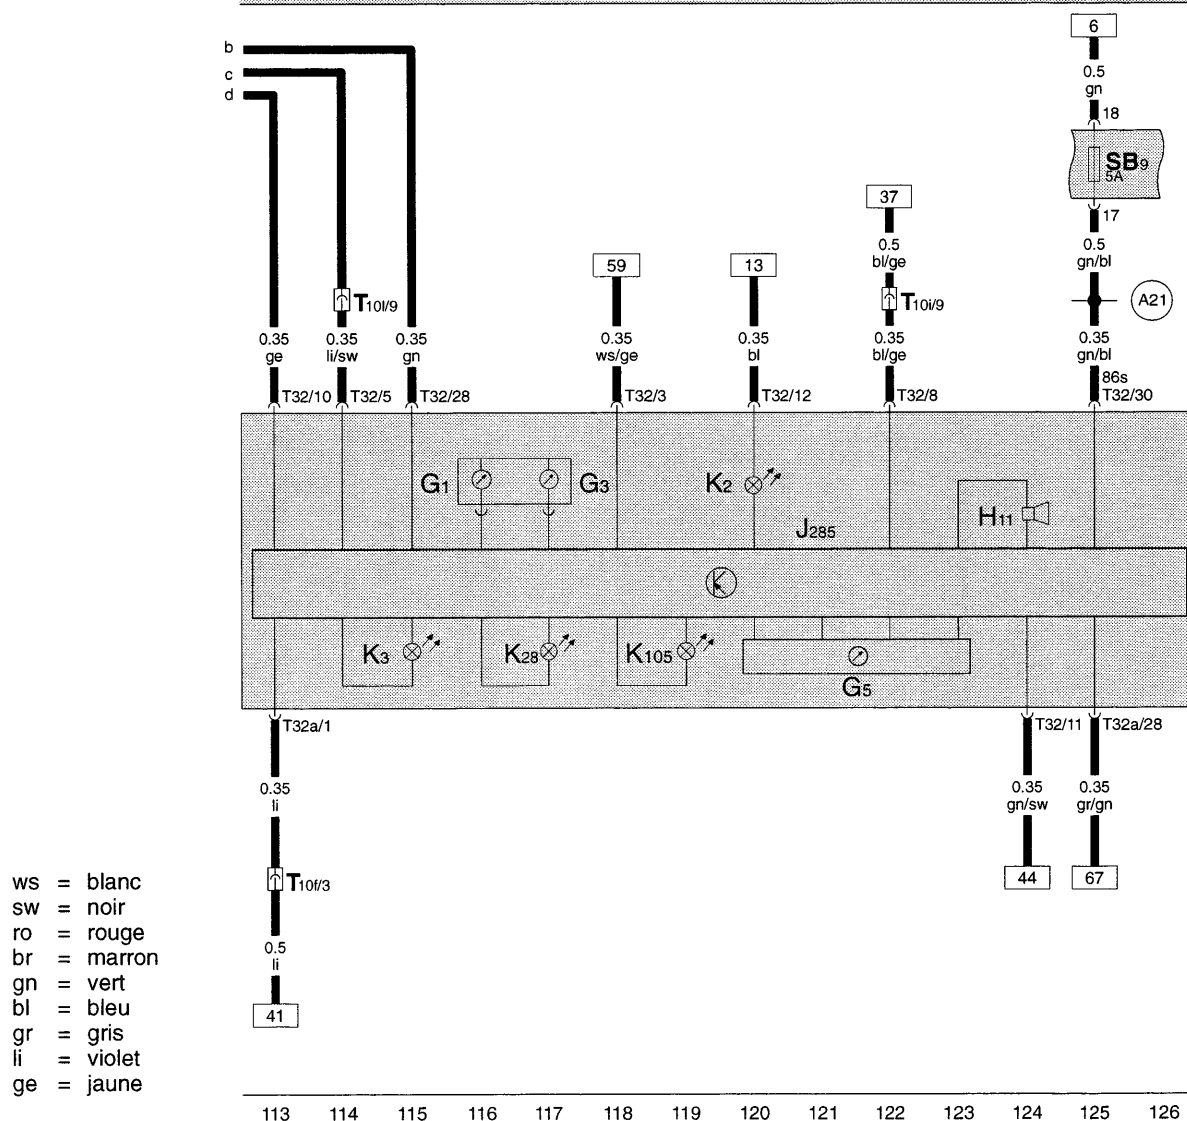 6
b
c
d
0.5
gn
18
SB9
5A
37
17
0.5
bl/ge
0.5
gn/bl
59
13
T10l/9
T10i/9
A21
0.35
ge
0.35
li/sw
0.35
gn
0.35
ws/ge
0.35
bl
0.35
bl/ge
0.35
gn/bl
86s
T32/10
T32/5
T32/28
T32/3
T32/12
T32/8
T32/30
G1
G3
K2
H11
J285
K3
K28
K105
G5
T32a/1
T32/11
T32a/28
0.35
li
0.35
gn/sw
0.35
gr/gn
44
67
T10f/3
0.5
li
41
ws = blanc
sw = noir
ro = rouge
br = marron
gn = vert
bl = bleu
gr = gris
li = violet
ge = jaune
113 114 115 116 117 118 119 120 121 122 123 124 125 126